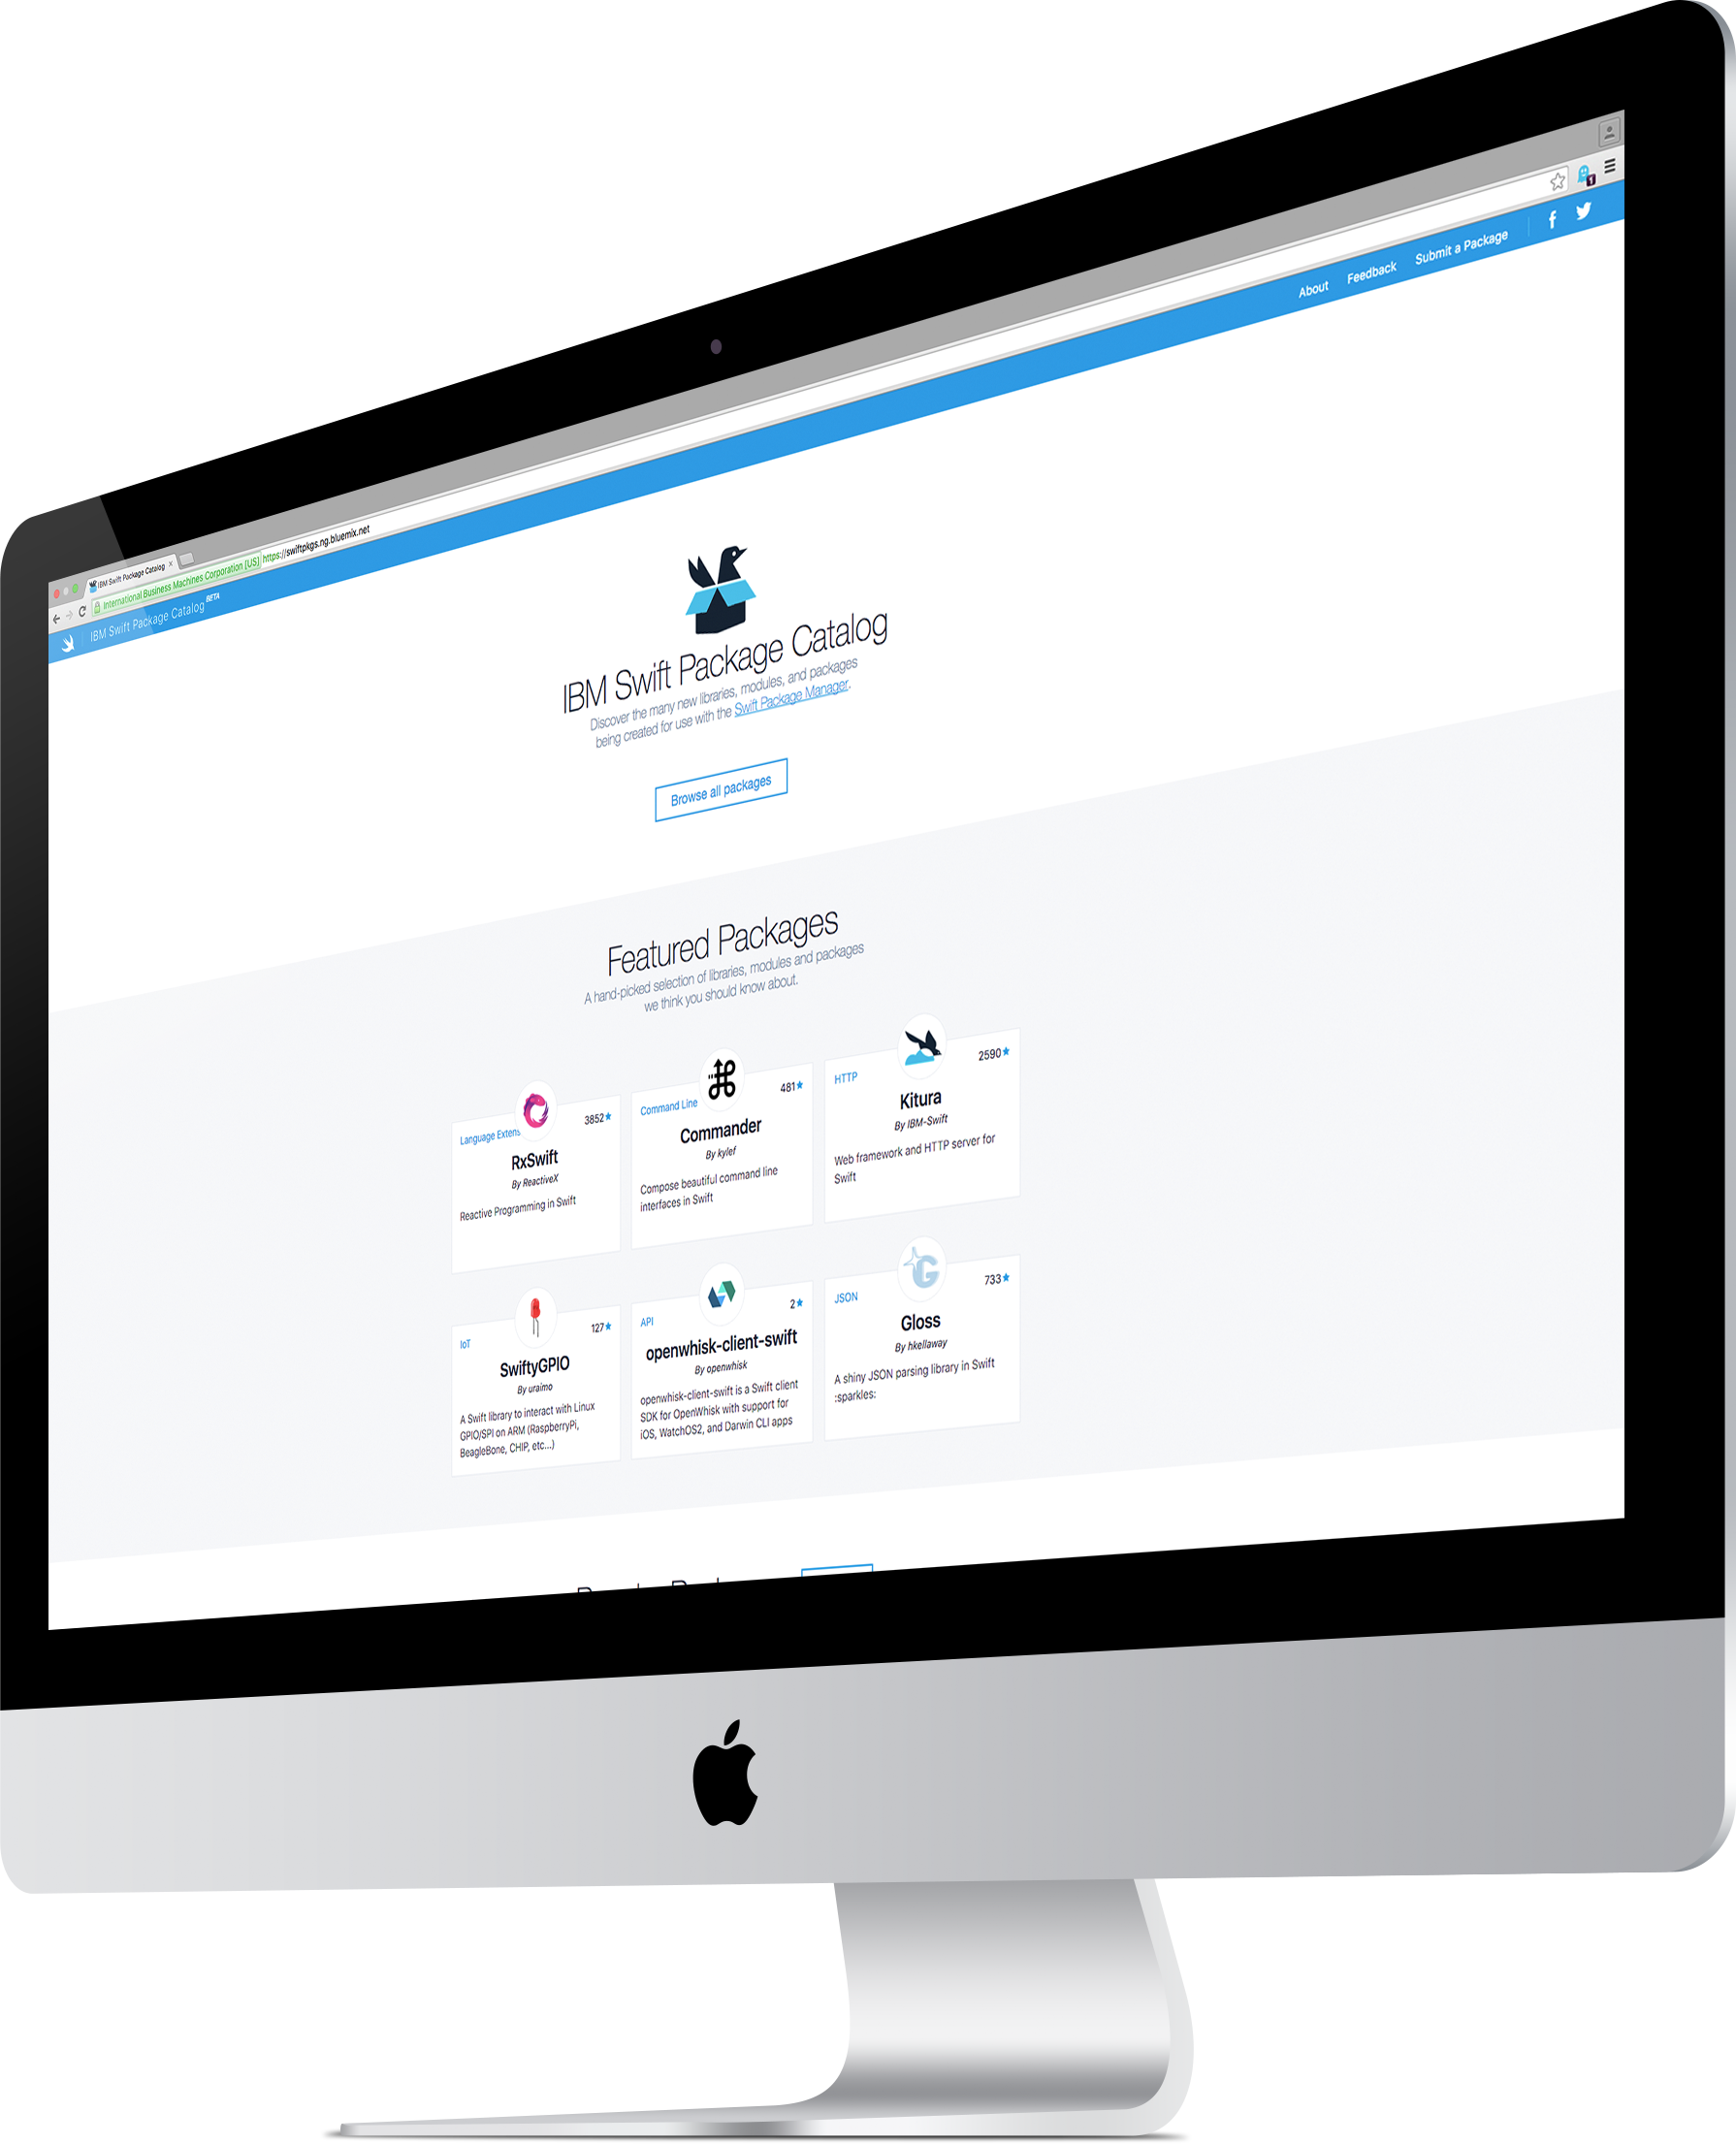 IBM Swift Package Catalog
International Business Machines Corporation [US] https://swiftpkgs.ng.bluemix.net
IBM Swift Package Catalog BETA
About Feedback Submit a Package
IBM Swift Package Catalog
Discover the many new libraries, modules, and packages
being created for use with the Swift Package Manager.
Browse all packages
Featured Packages
A hand-picked selection of libraries, modules and packages
we think you should know about.
Language Extens
3852
RxSwift
By ReactiveX
Reactive Programming in Swift
Command Line
481
Commander
By kylef
Compose beautiful command line
interfaces in Swift
HTTP
2590
Kitura
By IBM-Swift
Web framework and HTTP server for
Swift
IoT
127
SwiftyGPIO
By uraimo
A Swift library to interact with Linux
GPIO/SPI on ARM (RaspberryPi,
BeagleBone, CHIP, etc...)
API
2
openwhisk-client-swift
By openwhisk
openwhisk-client-swift is a Swift client
SDK for OpenWhisk with support for
iOS, WatchOS2, and Darwin CLI apps
JSON
733
Gloss
By hkellaway
A shiny JSON parsing library in Swift
:sparkles: